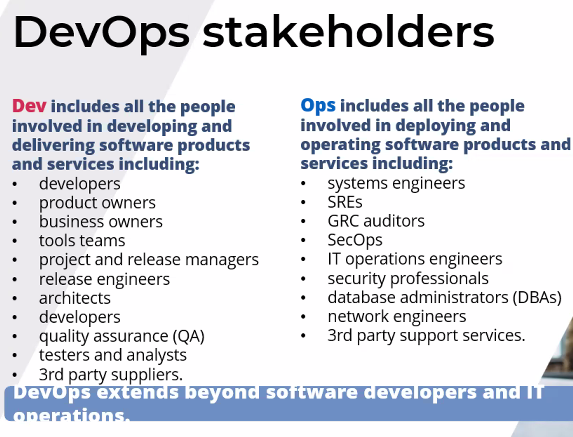 DevOps stakeholders
Dev includes all the people
involved in developing and
delivering software products
and services including:
• developers
• product owners
• business owners
• tools teams
• project and release managers
• release engineers
• architects
• developers
• quality assurance (QA)
• testers and analysts
• 3rd party suppliers.
Ops includes all the people
involved in deploying and
operating software products and
services including:
• systems engineers
• SREs
• GRC auditors
• SecOps
• IT operations engineers
• security professionals
• database administrators (DBAs)
• network engineers
• 3rd party support services.
DevOps extends beyond software developers and IT
operations.